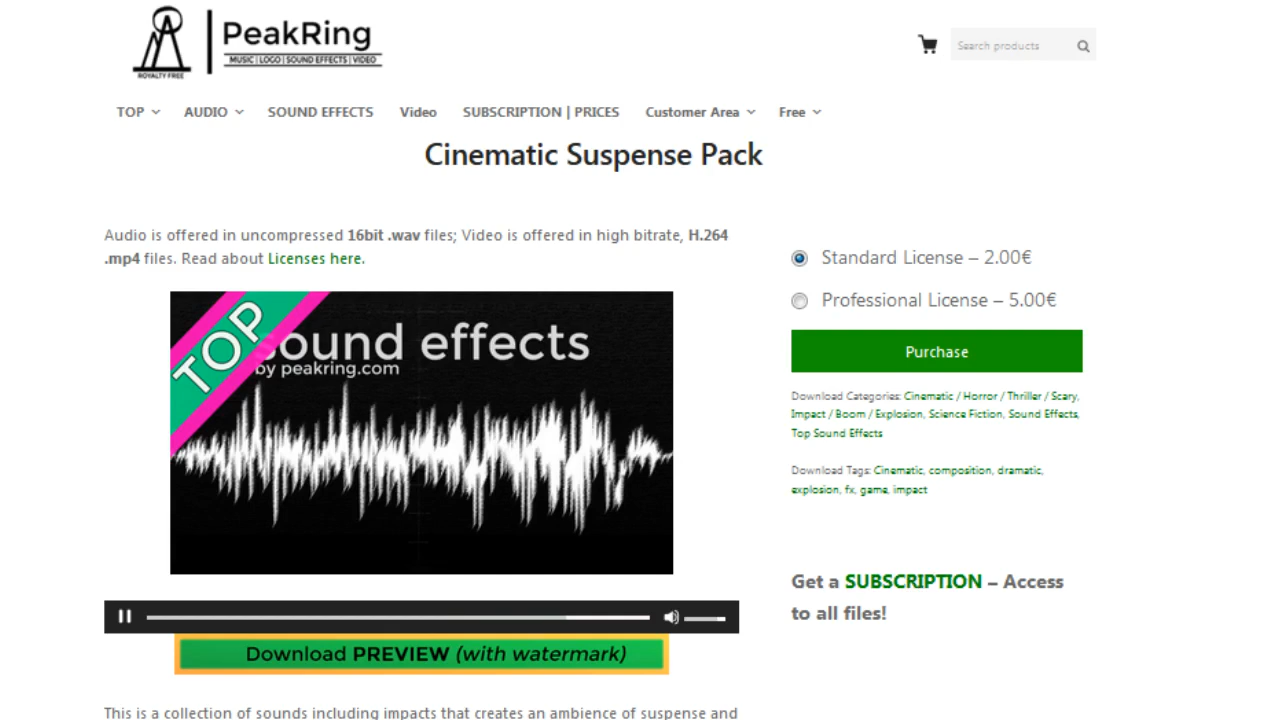 PeakRing
MUSIC | LOGO | SOUND EFFECTS | VIDEO
ROYALTY FREE
Search products
TOP AUDIO SOUND EFFECTS Video SUBSCRIPTION | PRICES Customer Area Free
Cinematic Suspense Pack
Audio is offered in uncompressed 16bit .wav files; Video is offered in high bitrate, H.264
.mp4 files. Read about Licenses here.
TOP
sound effects
by peakring.com
Download PREVIEW (with watermark)
This is a collection of sounds including impacts that creates an ambience of suspense and
Standard License – 2.00€
Professional License – 5.00€
Purchase
Download Categories: Cinematic / Horror / Thriller / Scary,
Impact / Boom / Explosion, Science Fiction, Sound Effects,
Top Sound Effects
Download Tags: Cinematic, composition, dramatic,
explosion, fx, game, impact
Get a SUBSCRIPTION – Access
to all files!